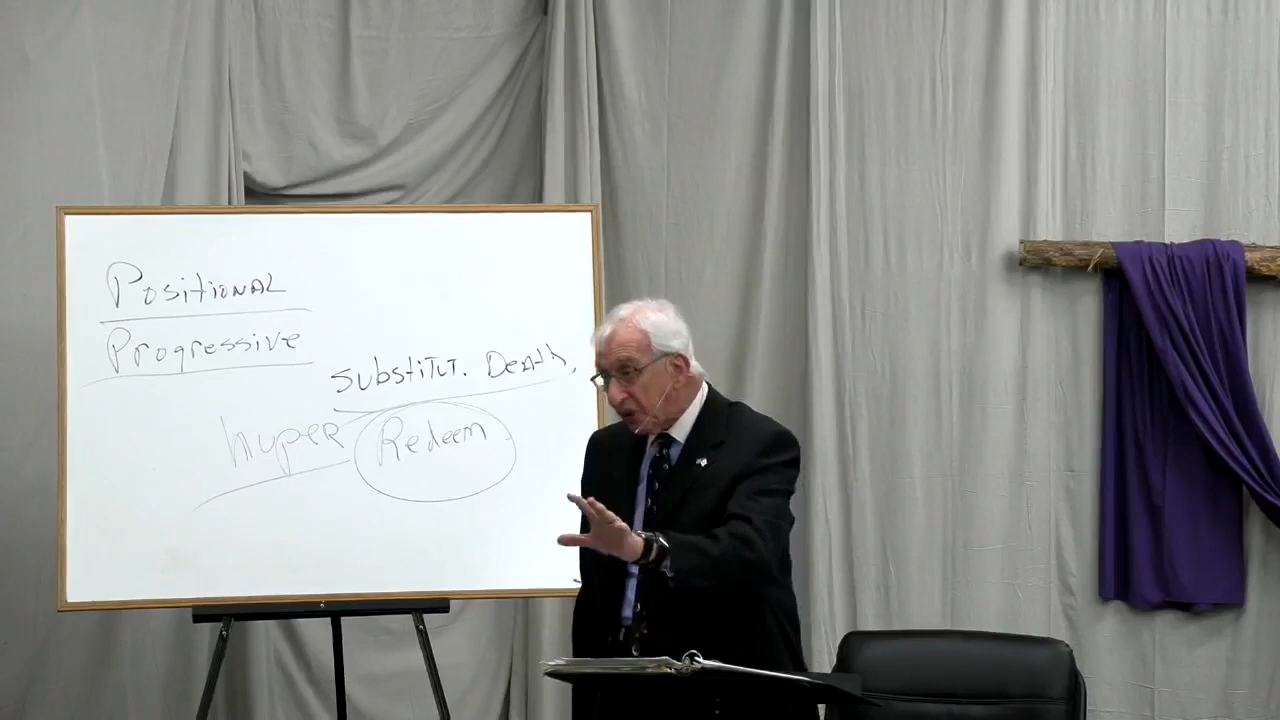 Positional
Progressive
Substitut. Death,
huper Redeem